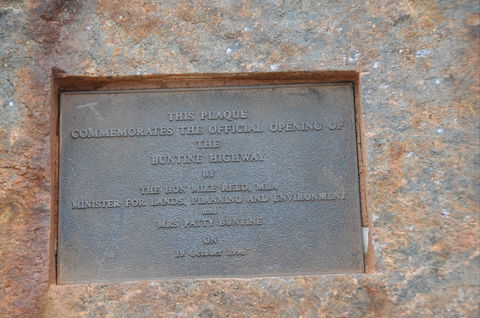 THIS PLAQUE
COMMEMORATES THE OFFICIAL OPENING OF
THE
BUNTINE HIGHWAY
BY
THE HON MIKE REED, MLA
MINISTER FOR LANDS, PLANNING AND ENVIRONMENT
and
MRS PATTY BUNTINE
ON
19 October 1996